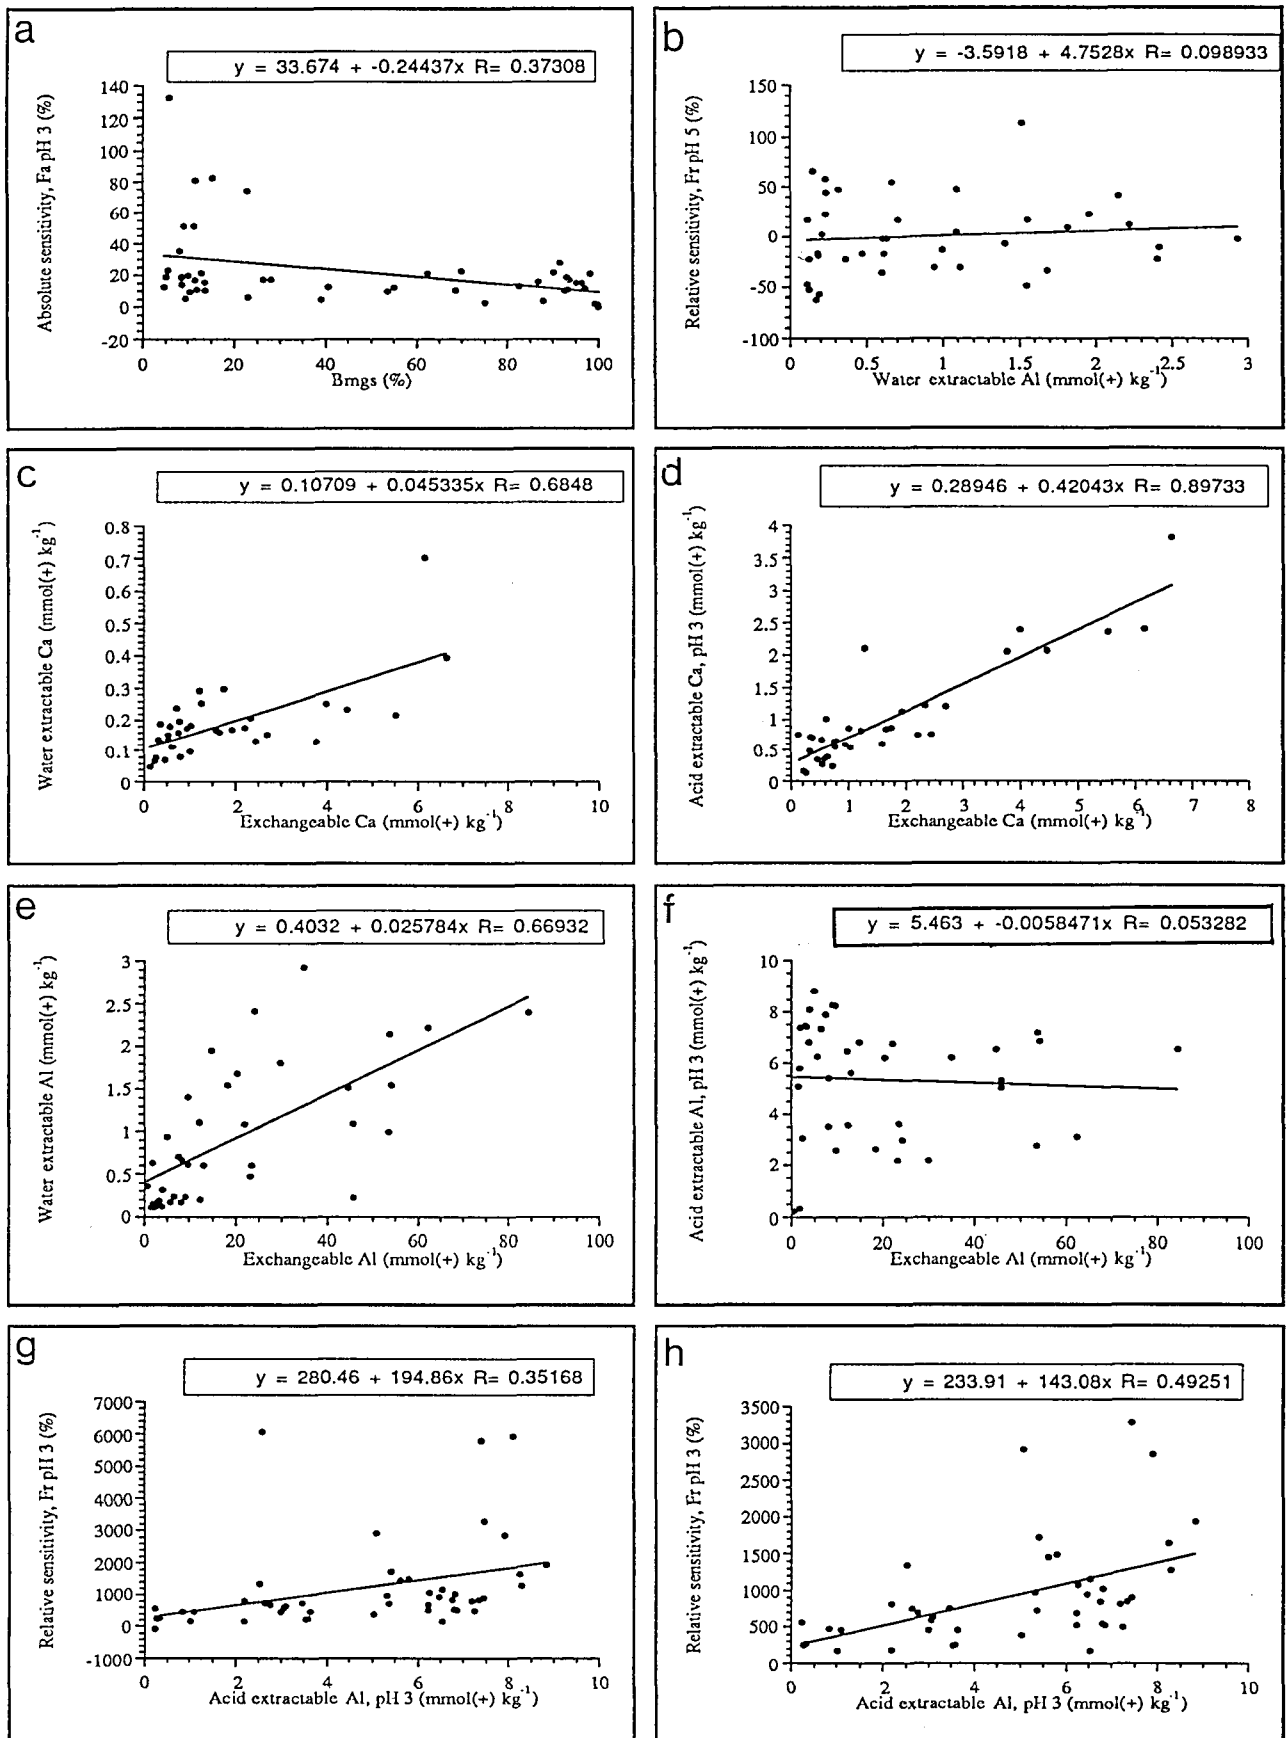 a
y = 33.674 + -0.24437x R= 0.37308
Absolute sensitivity, Fa pH 3 (%)
140
120
100
80
60
40
20
0
-20
0 20 40 60 80 100
Bmgs (%)
b
y = -3.5918 + 4.7528x R= 0.098933
Relative sensitivity, Fr pH 5 (%)
150
100
50
0
-50
-100
0 0.5 1 1.5 2 2.5 3
Water extractable Al (mmol(+) kg-1)
c
y = 0.10709 + 0.045335x R= 0.6848
Water extractable Ca (mmol(+) kg-1)
0.8
0.7
0.6
0.5
0.4
0.3
0.2
0.1
0
0 2 4 6 8 10
Exchangeable Ca (mmol(+) kg-1)
d
y = 0.28946 + 0.42043x R= 0.89733
Acid extractable Ca, pH 3 (mmol(+) kg-1)
4
3.5
3
2.5
2
1.5
1
0.5
0
0 1 2 3 4 5 6 7 8
Exchangeable Ca (mmol(+) kg-1)
e
y = 0.4032 + 0.025784x R= 0.66932
Water extractable Al (mmol(+) kg-1)
3
2.5
2
1.5
1
0.5
0
0 20 40 60 80 100
Exchangeable Al (mmol(+) kg-1)
f
y = 5.463 + -0.0058471x R= 0.053282
Acid extractable Al, pH 3 (mmol(+) kg-1)
10
8
6
4
2
0
0 20 40 60 80 100
Exchangeable Al (mmol(+) kg-1)
g
y = 280.46 + 194.86x R= 0.35168
Relative sensitivity, Fr pH 3 (%)
7000
6000
5000
4000
3000
2000
1000
0
-1000
0 2 4 6 8 10
Acid extractable Al, pH 3 (mmol(+) kg-1)
h
y = 233.91 + 143.08x R= 0.49251
Relative sensitivity, Fr pH 3 (%)
3500
3000
2500
2000
1500
1000
500
0
0 2 4 6 8 10
Acid extractable Al, pH 3 (mmol(+) kg-1)